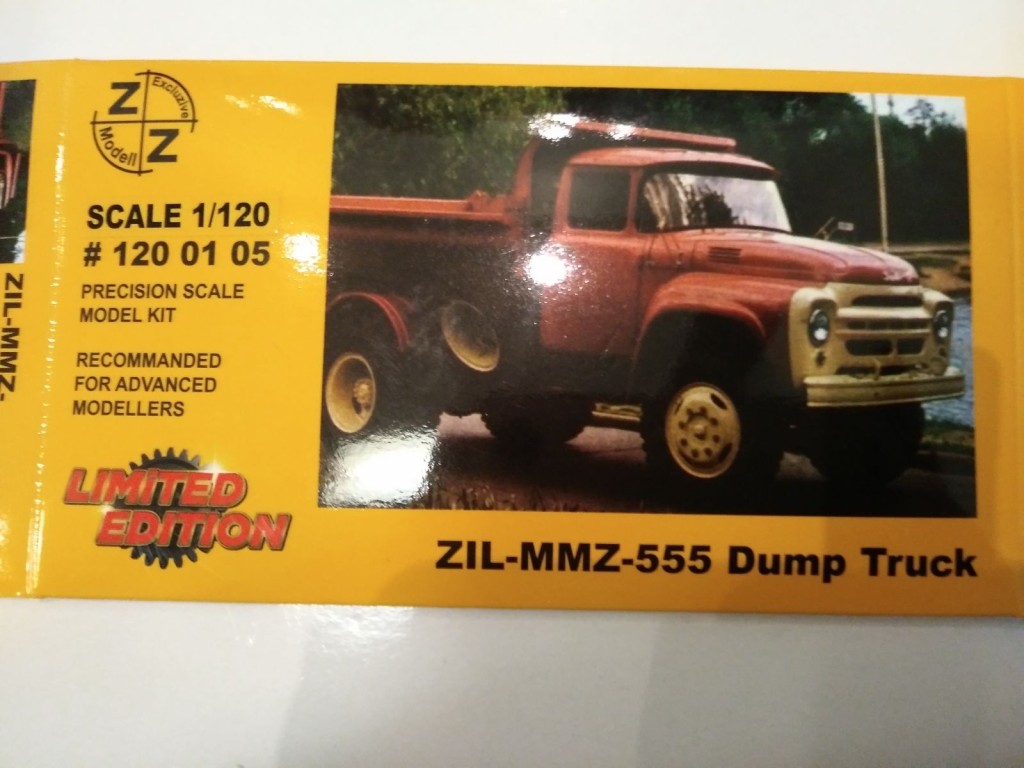 Z
Exclusive
Modell
Z
SCALE 1/120
# 120 01 05
PRECISION SCALE
MODEL KIT
RECOMMANDED
FOR ADVANCED
MODELLERS
LIMITED
EDITION
ZIL-MMZ-555 Dump Truck
ZIL-MMZ-